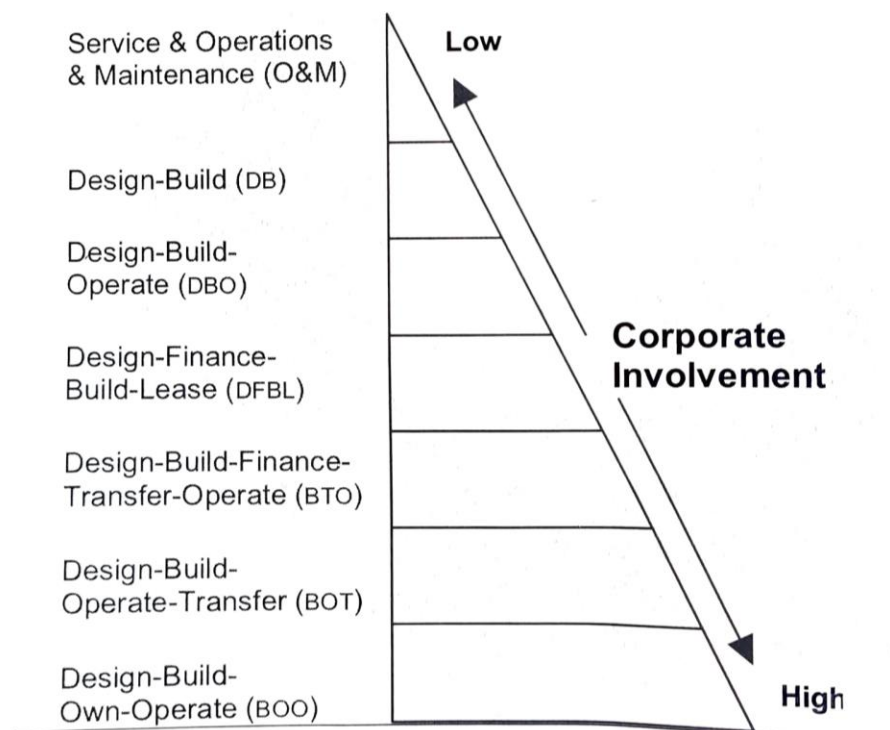 Service & Operations
& Maintenance (O&M)
Low
Design-Build (DB)
Design-Build-
Operate (DBO)
Corporate
Involvement
Design-Finance-
Build-Lease (DFBL)
Design-Build-Finance-
Transfer-Operate (BTO)
Design-Build-
Operate-Transfer (BOT)
Design-Build-
Own-Operate (BOO)
High